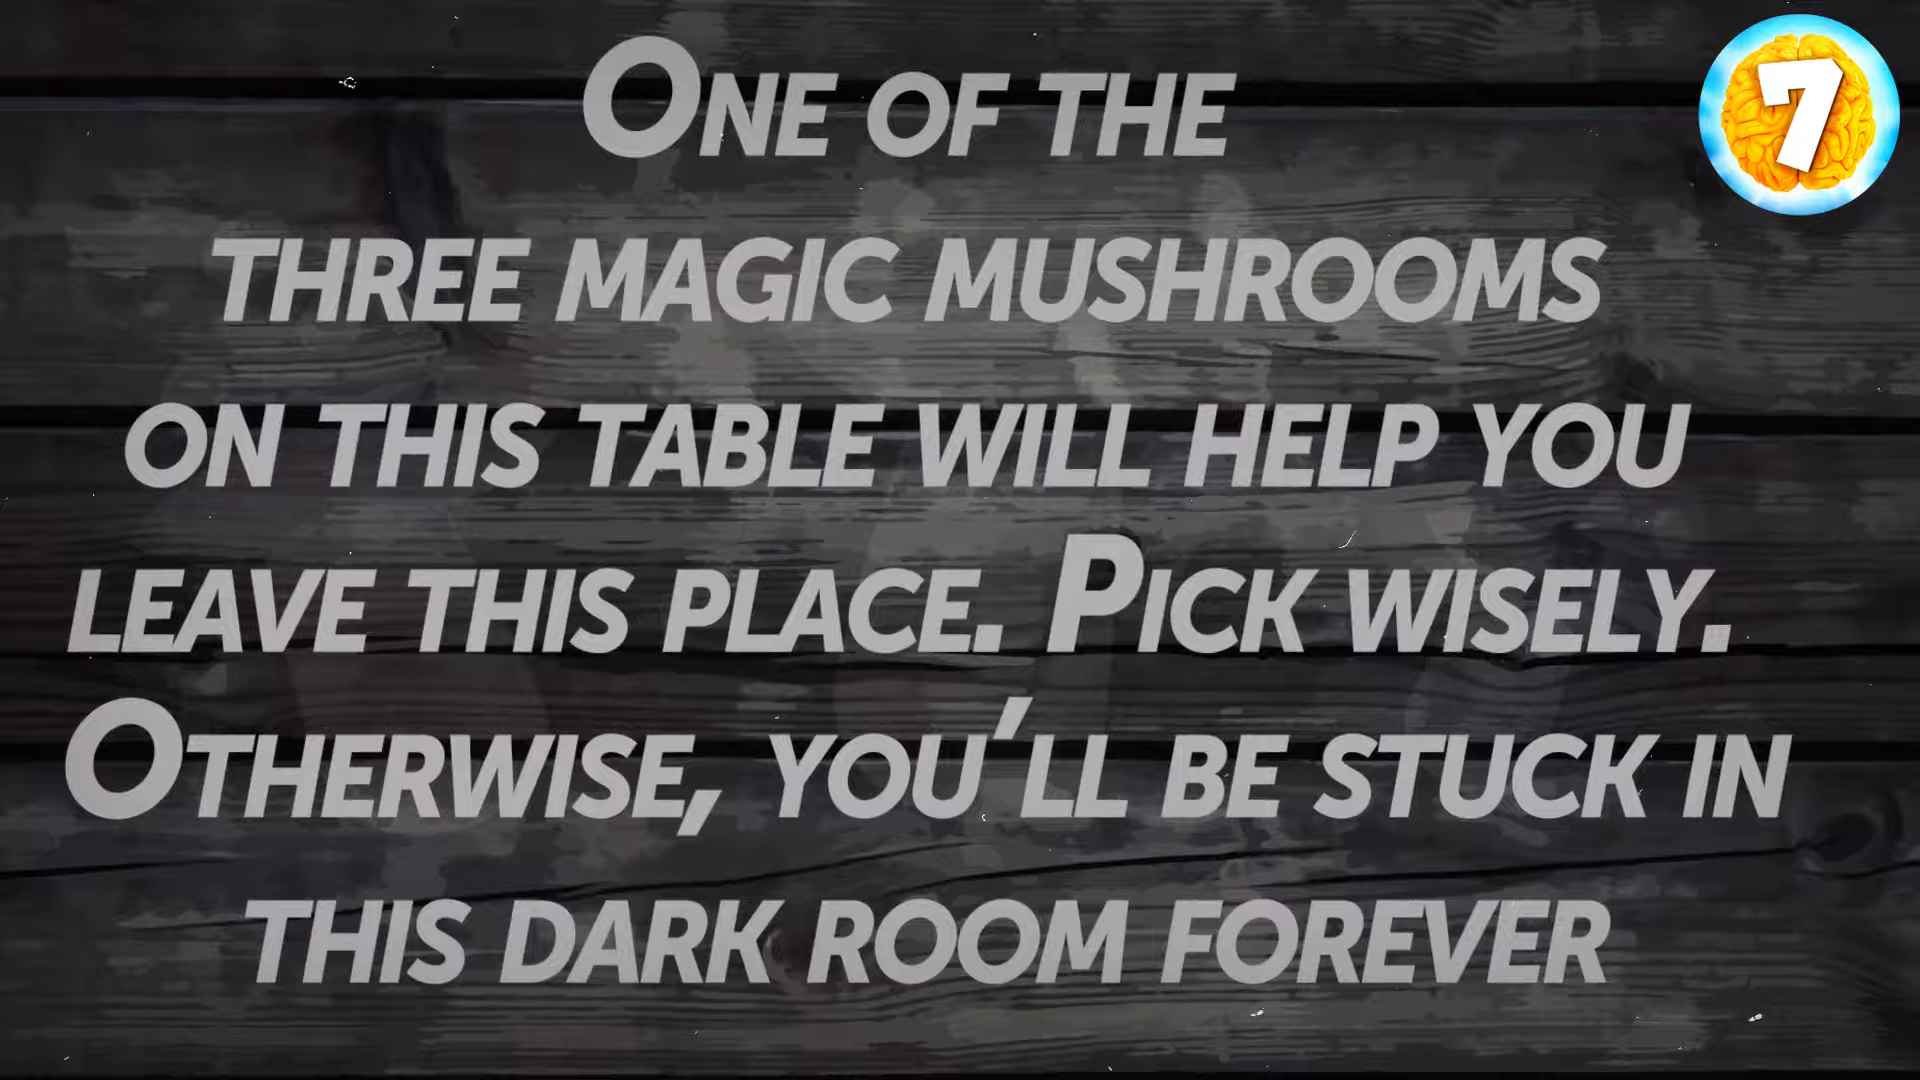 One of the
three magic mushrooms
on this table will help you
leave this place. Pick wisely.
Otherwise, you'll be stuck in
this dark room forever
7